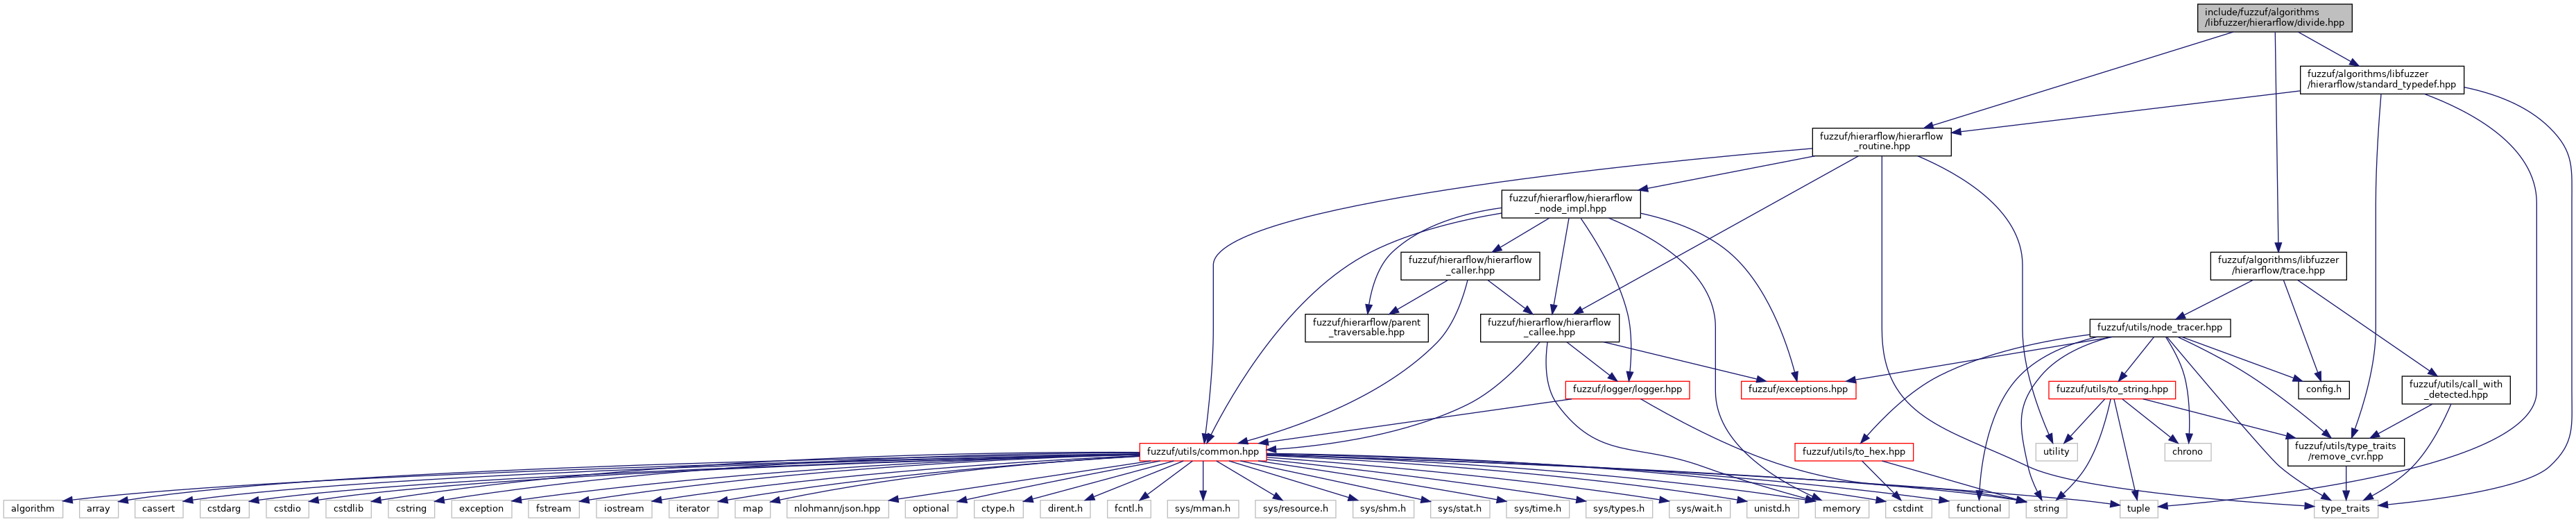 include/fuzzuf/algorithms
/libfuzzer/hierarflow/divide.hpp
fuzzuf/algorithms/libfuzzer
/hierarflow/standard_typedef.hpp
fuzzuf/hierarflow/hierarflow
_routine.hpp
fuzzuf/hierarflow/hierarflow
_node_impl.hpp
fuzzuf/hierarflow/hierarflow
_caller.hpp
fuzzuf/algorithms/libfuzzer
/hierarflow/trace.hpp
fuzzuf/hierarflow/parent
_traversable.hpp
fuzzuf/hierarflow/hierarflow
_callee.hpp
fuzzuf/utils/node_tracer.hpp
fuzzuf/logger/logger.hpp
fuzzuf/exceptions.hpp
fuzzuf/utils/to_string.hpp
config.h
fuzzuf/utils/call_with
_detected.hpp
fuzzuf/utils/common.hpp
fuzzuf/utils/to_hex.hpp
utility
chrono
fuzzuf/utils/type_traits
/remove_cvr.hpp
algorithm
array
cassert
cstdarg
cstdio
cstdlib
cstring
exception
fstream
iostream
iterator
map
nlohmann/json.hpp
optional
ctype.h
dirent.h
fcntl.h
sys/mman.h
sys/resource.h
sys/shm.h
sys/stat.h
sys/time.h
sys/types.h
sys/wait.h
unistd.h
memory
cstdint
functional
string
tuple
type_traits